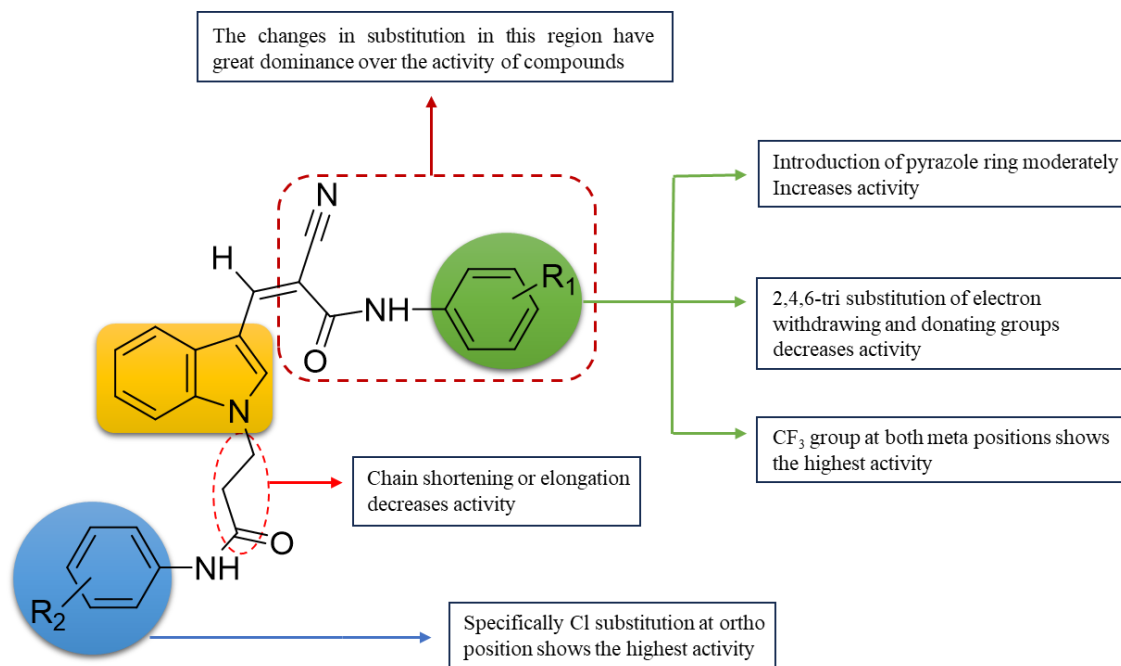 The changes in substitution in this region have
great dominance over the activity of compounds
Introduction of pyrazole ring moderately
Increases activity
N
H
R1
NH
O
2,4,6-tri substitution of electron
withdrawing and donating groups
decreases activity
N
CF3 group at both meta positions shows
the highest activity
Chain shortening or elongation
decreases activity
O
NH
R2
Specifically Cl substitution at ortho
position shows the highest activity